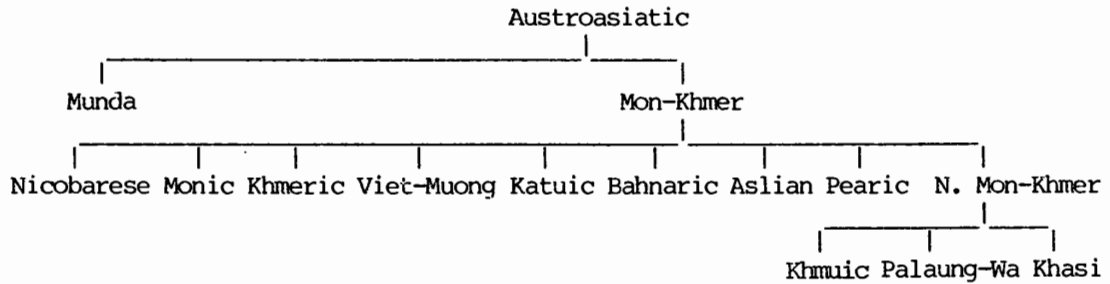 Austroasiatic
Munda Mon-Khmer
Nicobarese Monic Khmeric Viet-Muong Katuic Bahnaric Aslian Pearic N. Mon-Khmer
Khmuic Palaung-Wa Khasi